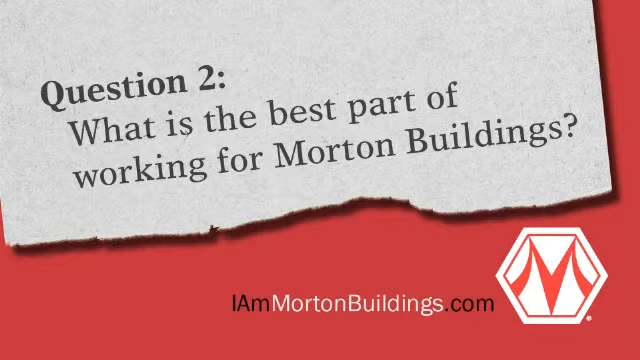 Question 2:
What is the best part of
working for Morton Buildings?
IAmMortonBuildings.com